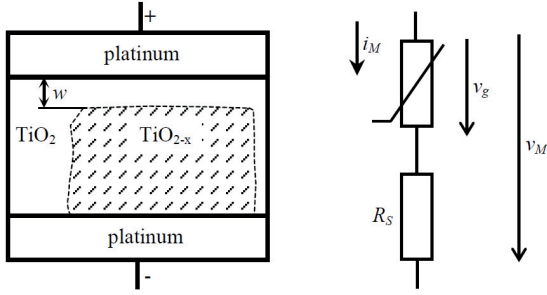 +
platinum
w
TiO2
TiO2-x
platinum
-
iM
vg
vM
RS